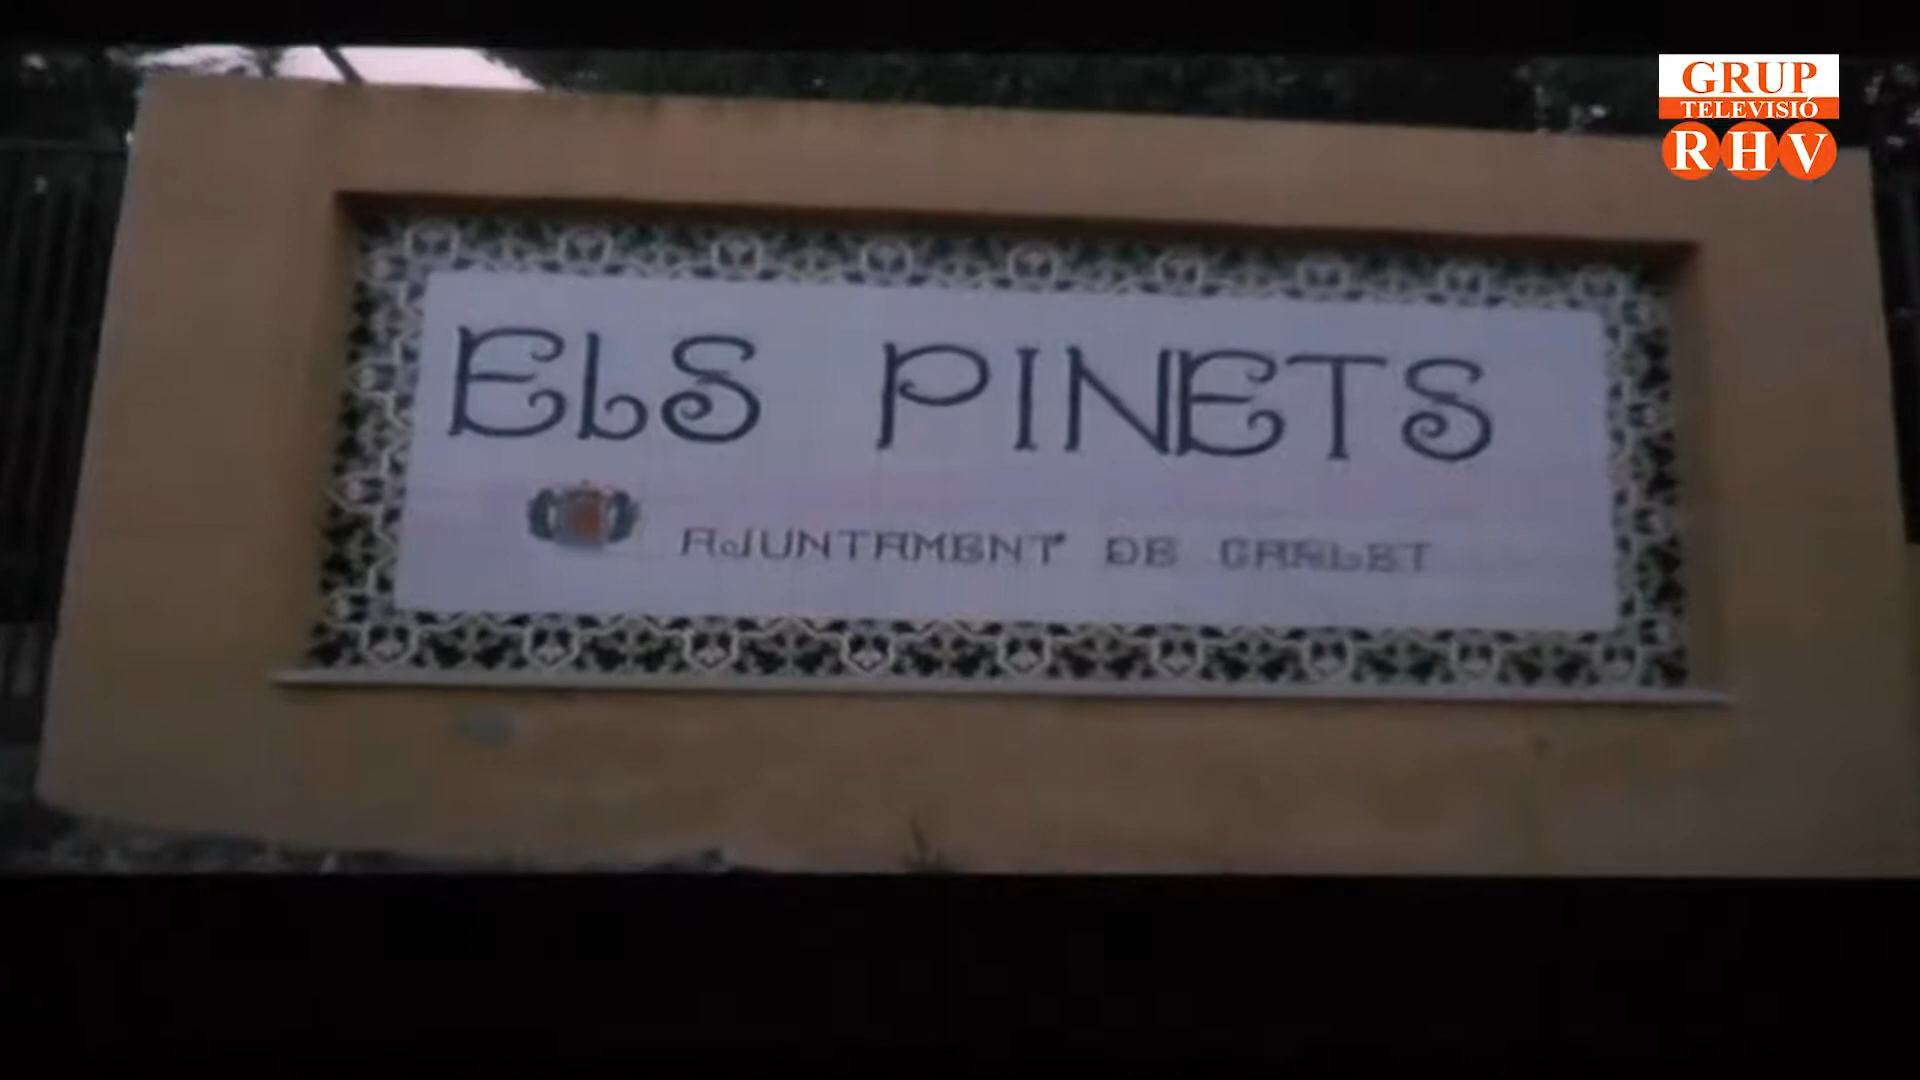 GRUP
TELEVISIÓ
RHV
ELS PINETS
AJUNTAMENT DE CARLET